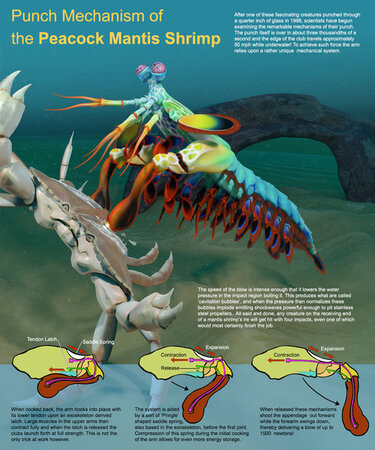 Punch Mechanism of
the Peacock Mantis Shrimp
After one of these fascinating creatures punched through
a quarter inch of glass in 1998, scientists have begun
examining the remarkable mechanisms of their punch.
The punch itself is over in about three thousandths of a
second and the edge of the club travels approximately
50 mph while underwater! To achieve such force the arm
relies upon a rather unique mechanical system.
The speed of the blow is intense enough that it lowers the water
pressure in the impact region boiling it. This produces what are called
'cavitation bubbles', and when the pressure then normalizes these
bubbles implode emitting shockwaves powerful enough to pit stainless
steel propellers. All said and done, any creature on the receiving end
of a mantis shrimp's ire will get hit with four impacts, even one of which
would most certainly finish the job.
Tendon Latch
Saddle-Spring
Expansion
Contraction
Release
Expansion
Contraction
When cocked back, the arm hooks into place with
its lower tendon upon an exoskeleton derived
latch. Large muscles in the upper arms then
contract fully and when the latch is released the
clubs launch forth at full strength. This is not the
only trick at work however.
The system is aided
by a sort of 'Pringle'
shaped saddle spring,
also based in the exoskeleton, before the first joint.
Compression of this spring during the initial cocking
of the arm allows for even more energy storage.
When released these mechanisms
shoot the appendage out forward
while the forearm swings down,
thereby delivering a blow of up to
1500 newtons!